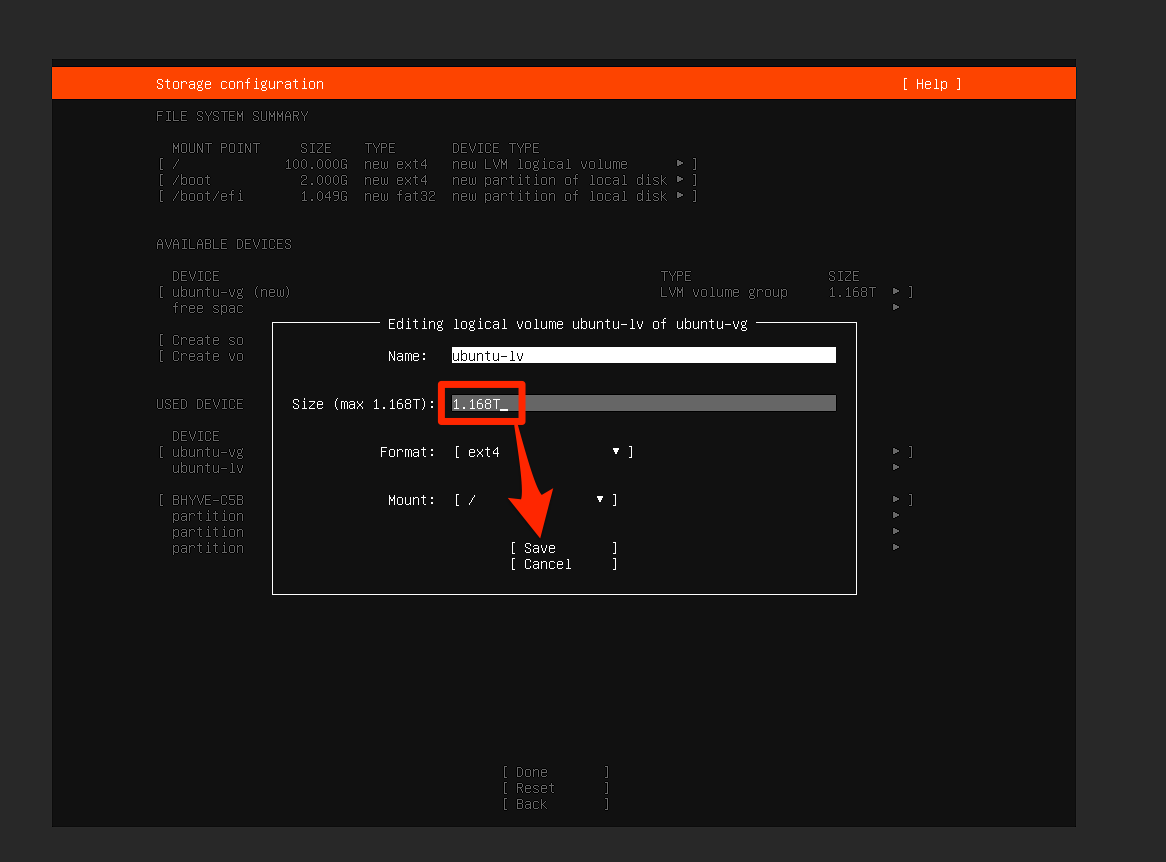 Storage configuration [ Help ]
FILE SYSTEM SUMMARY
MOUNT POINT SIZE TYPE DEVICE TYPE
[ / 100.000G new ext4 new LVM logical volume ▸ ]
[ /boot 2.000G new ext4 new partition of local disk ▸ ]
[ /boot/efi 1.049G new fat32 new partition of local disk ▸ ]
AVAILABLE DEVICES
DEVICE TYPE SIZE
[ ubuntu-vg (new) LVM volume group 1.168T ▸ ]
free spac ▸
[ Create so
[ Create vo
USED DEVICE
DEVICE
[ ubuntu-vg ▸ ]
ubuntu-lv ▸
[ BHYVE-C5B ▸ ]
partition ▸
partition ▸
partition ▸
Editing logical volume ubuntu-lv of ubuntu-vg
Name: ubuntu-lv
Size (max 1.168T): 1.168T_
Format: [ ext4 ▾ ]
Mount: [ / ▾ ]
[ Save ]
[ Cancel ]
[ Done ]
[ Reset ]
[ Back ]